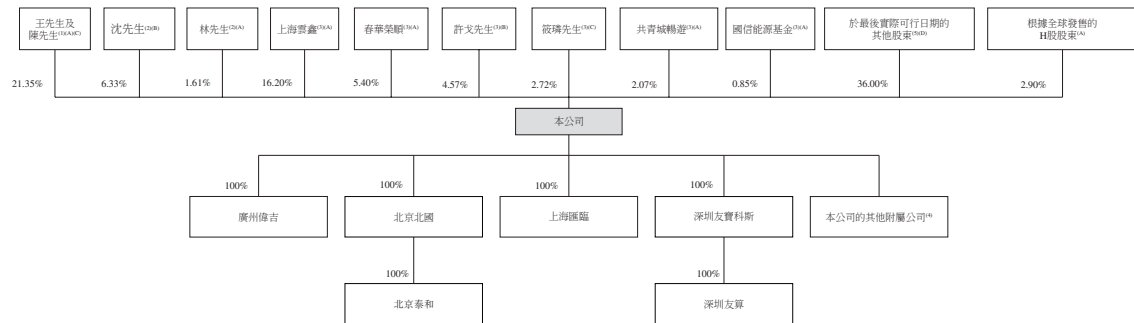 王先生及
陳先生(1)(A)(C)
沈先生(2)(B)
林先生(2)(A)
上海雲鑫(3)(A)
春華榮順(3)(A)
許戈先生(3)(B)
筱璘先生(3)(C)
共青城暢遊(3)(A)
國信能源基金(3)(A)
於最後實際可行日期的
其他股東(5)(D)
根據全球發售的
H股股東(A)
21.35%
6.33%
1.61%
16.20%
5.40%
4.57%
2.72%
2.07%
0.85%
36.00%
2.90%
本公司
100%
100%
100%
100%
廣州偉吉
北京北國
上海匯臨
深圳友寶科斯
本公司的其他附屬公司(4)
100%
100%
北京泰和
深圳友算